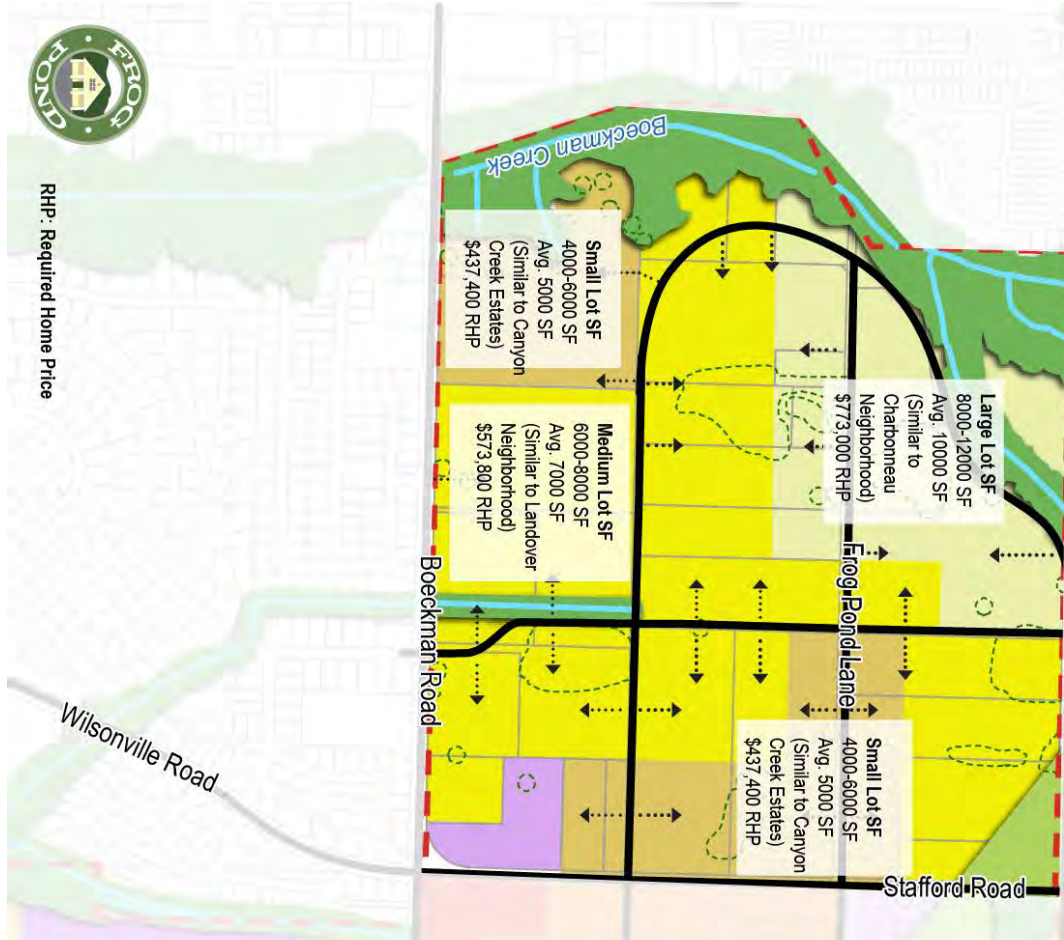 FROG
POND
RHP: Required Home Price
Boeckman Creek
Small Lot SF
4000-6000 SF
Avg. 5000 SF
(Similar to Canyon
Creek Estates)
$437,400 RHP
Large Lot SF
8000-12000 SF
Avg. 10000 SF
(Similar to
Charbonneau
Neighborhood)
$773,000 RHP
Medium Lot SF
6000-8000 SF
Avg. 7000 SF
(Similar to Landover
Neighborhood)
$573,800 RHP
Frog Pond Lane
Boeckman Road
Small Lot SF
4000-6000 SF
Avg. 5000 SF
(Similar to Canyon
Creek Estates)
$437,400 RHP
Wilsonville Road
Stafford Road